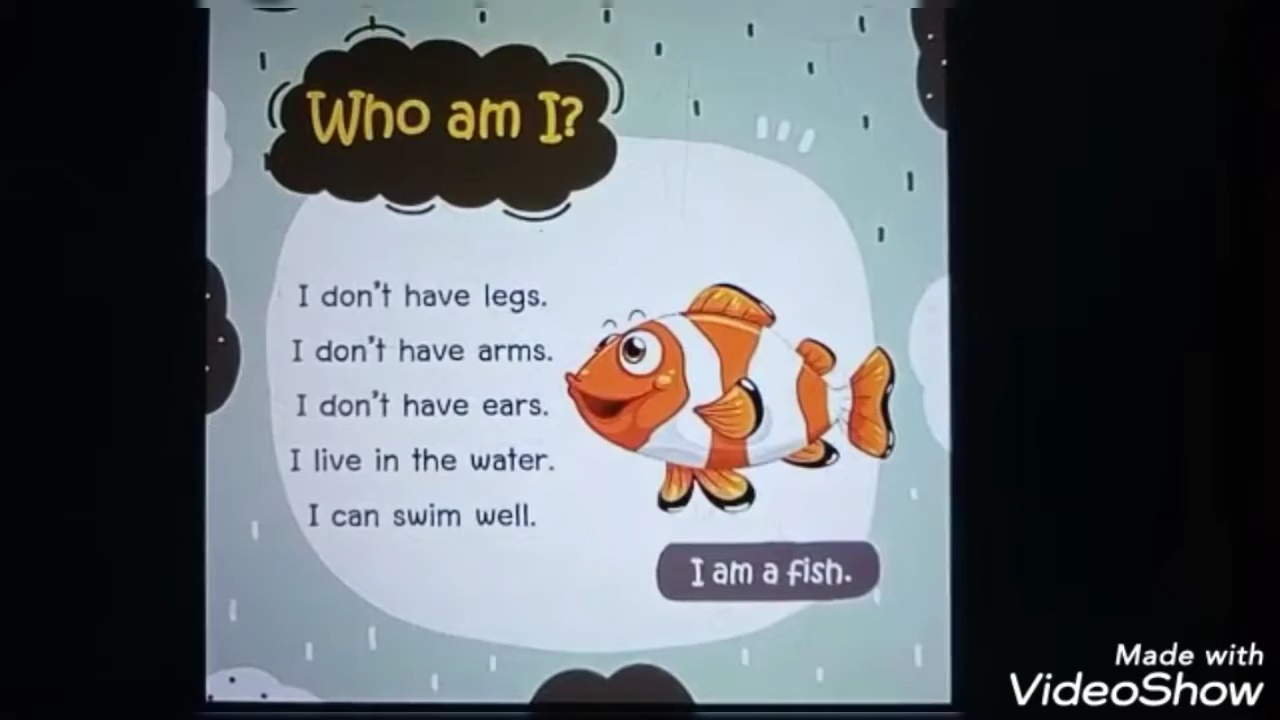 Who am I?
I don't have legs.
I don't have arms.
I don't have ears.
I live in the water.
I can swim well.
I am a fish.
Made with
VideoShow